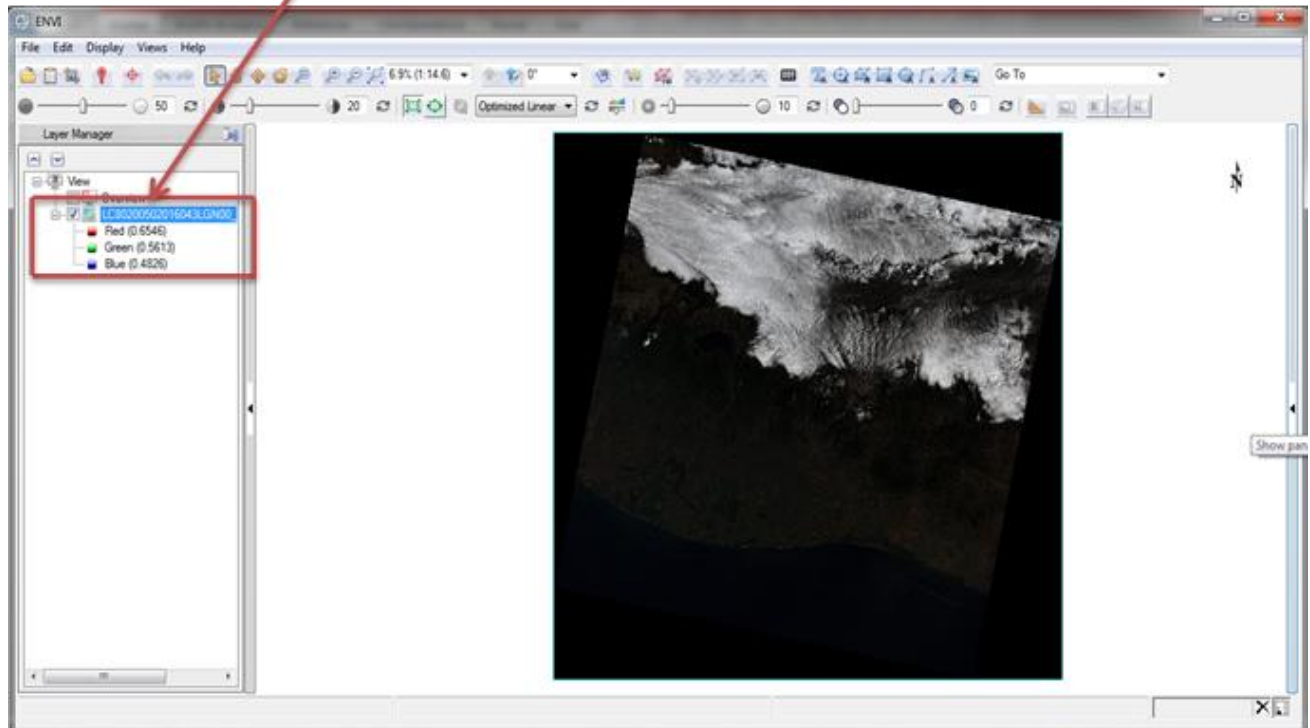 ENVI
File Edit Display Views Help
6.9% (1:14.6) 0° Go To
50 20 Optimized Linear 10 0
Layer Manager
View
Overview
LC80200502016043LGN00_
Red (0.6546)
Green (0.5613)
Blue (0.4826)
N
Show pan